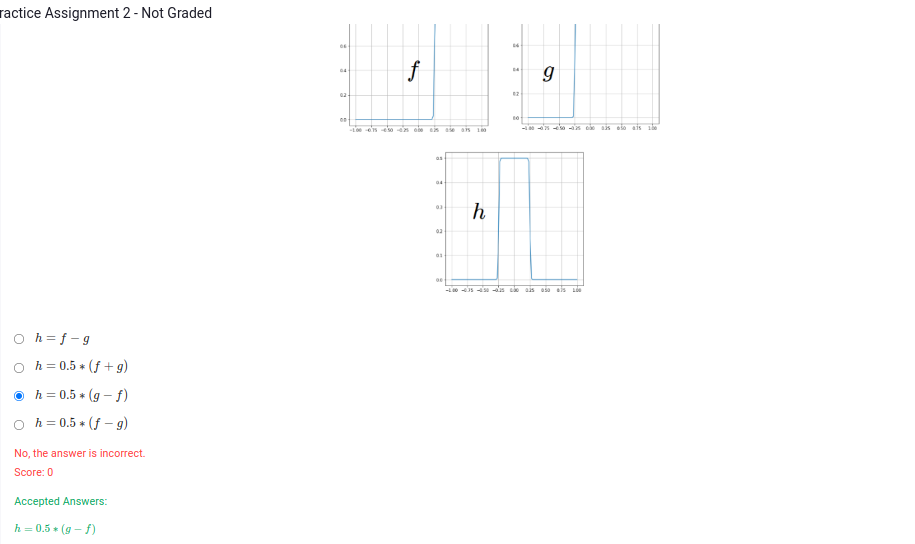 ractice Assignment 2 - Not Graded
0.6
0.4
0.2
0.0
f
−1.00 −0.75 −0.50 −0.25 0.00 0.25 0.50 0.75 1.00
0.6
0.4
0.2
0.0
g
−1.00 −0.75 −0.50 −0.25 0.00 0.25 0.50 0.75 1.00
0.5
0.4
0.3
0.2
0.1
0.0
h
−1.00 −0.75 −0.50 −0.25 0.00 0.25 0.50 0.75 1.00
h = f − g
h = 0.5 ∗ (f + g)
h = 0.5 ∗ (g − f)
h = 0.5 ∗ (f − g)
No, the answer is incorrect.
Score: 0
Accepted Answers:
h = 0.5 ∗ (g − f)